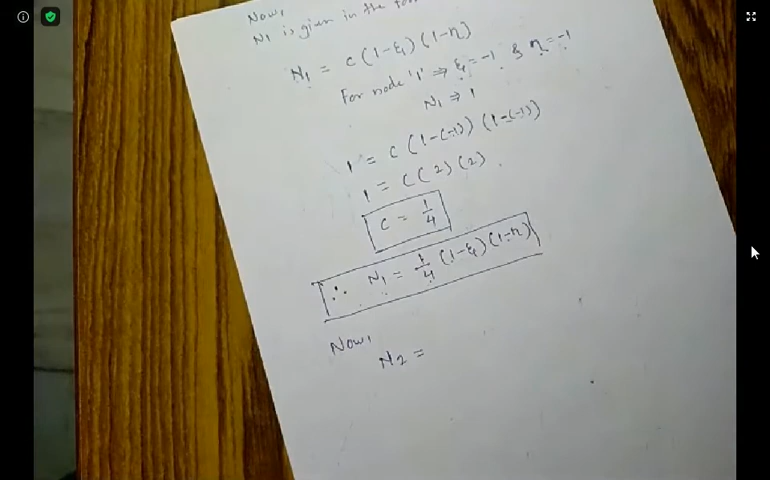 Now,
N1 is given in the
N1 = c (1-ξ) (1-η)
For node '1' ⇒ ξ = -1 & η = -1
N1 ⇒ 1
1 = c (1-(-1)) (1-(-1))
1 = c (2) (2)
c = 1/4
∴ N1 = 1/4 (1-ξ) (1-η)
Now,
N2 =